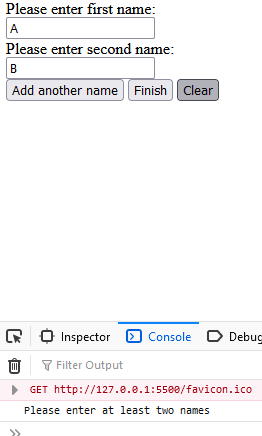 Please enter first name:
A
Please enter second name:
B
Add another name Finish Clear
Inspector Console Debug
Filter Output
GET http://127.0.0.1:5500/favicon.ico
Please enter at least two names